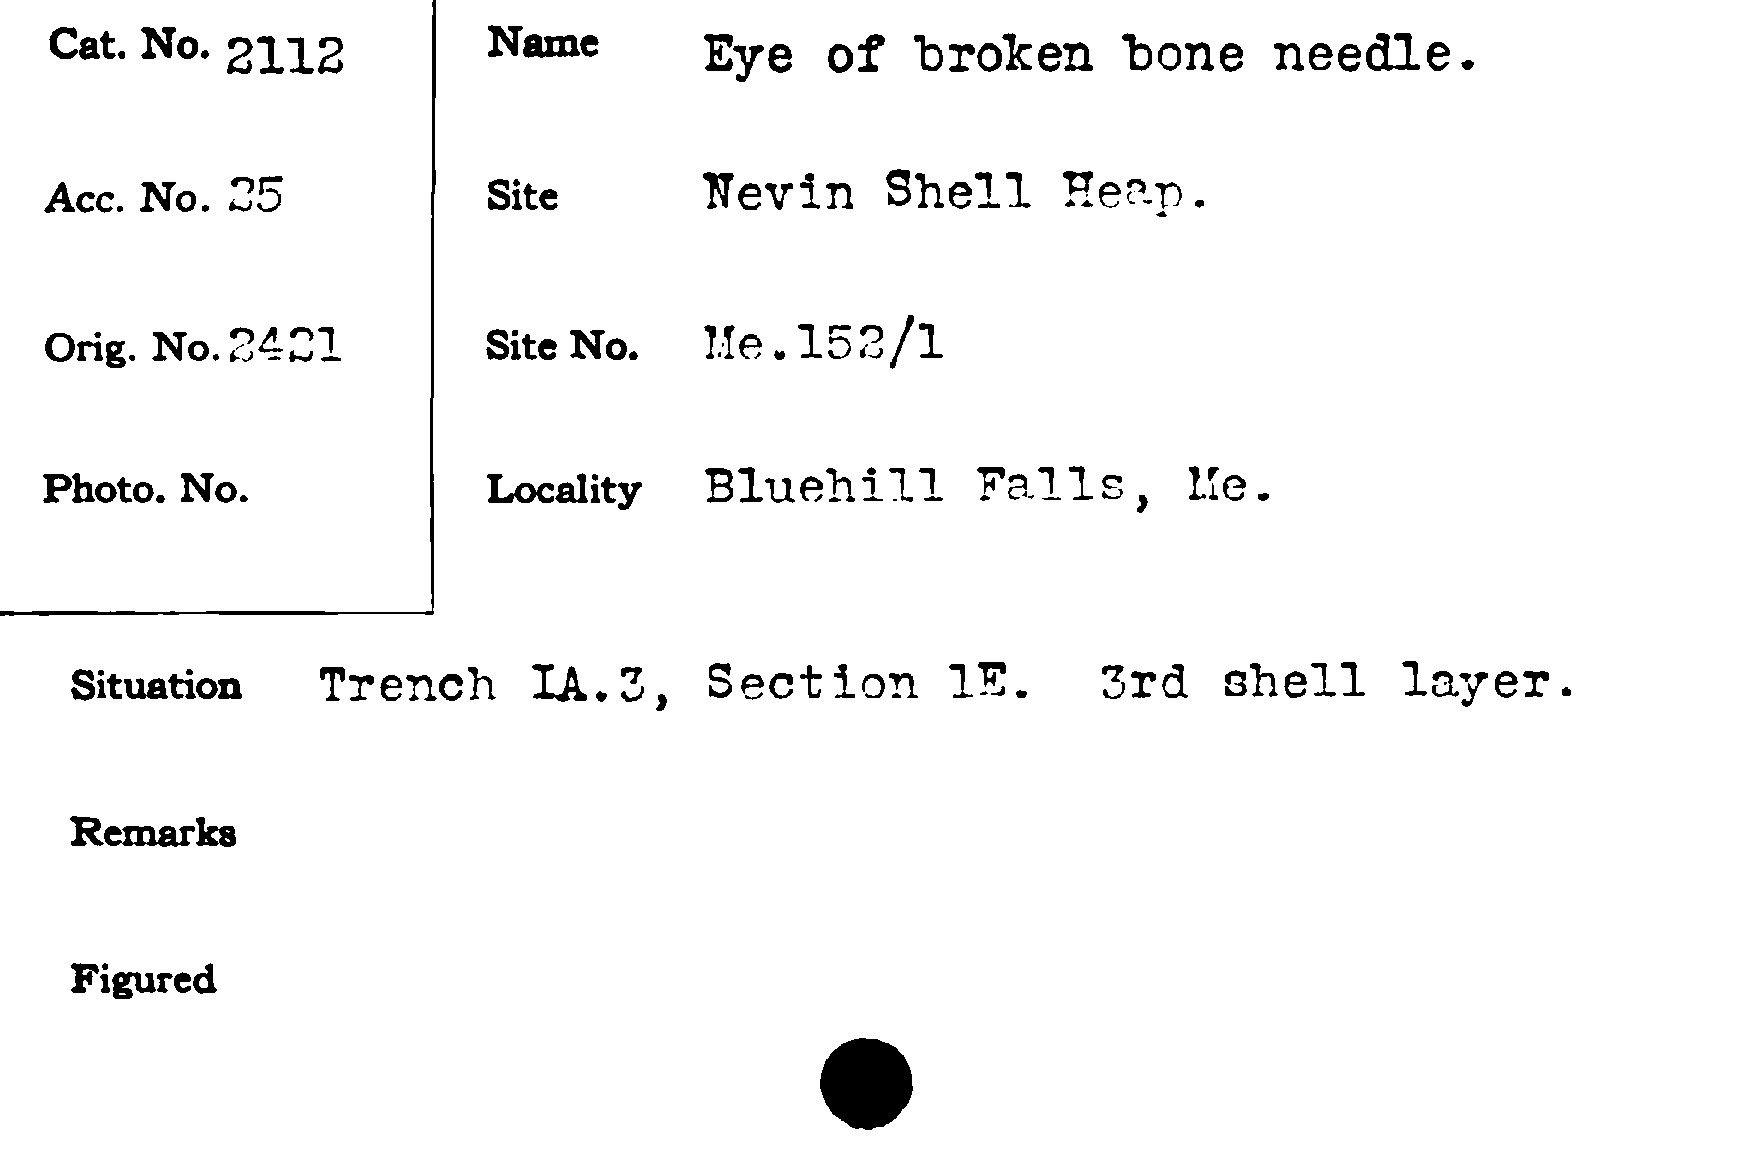 Cat. No. 2112
Name Eye of broken bone needle.
Acc. No. 25
Site Nevin Shell Heap.
Orig. No. 2421
Site No. Me.152/1
Photo. No.
Locality Bluehill Falls, Me.
Situation Trench IA.3, Section 1E. 3rd shell layer.
Remarks
Figured